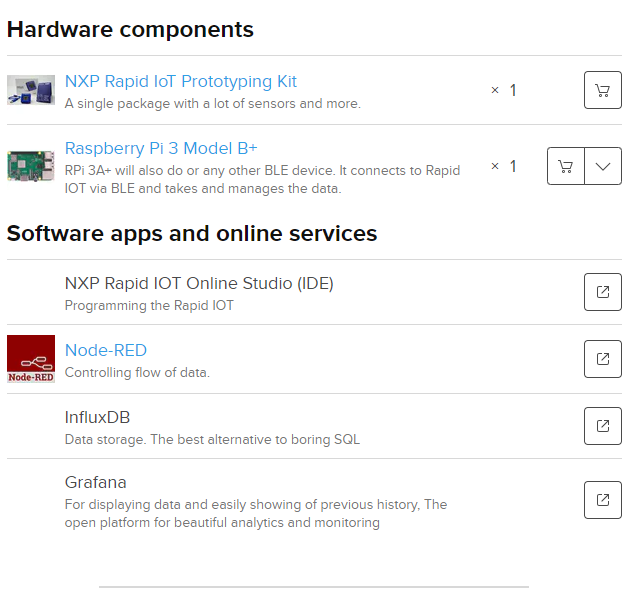 Hardware components
NXP Rapid IoT Prototyping Kit
A single package with a lot of sensors and more.
× 1
Raspberry Pi 3 Model B+
RPi 3A+ will also do or any other BLE device. It connects to Rapid
IOT via BLE and takes and manages the data.
× 1
Software apps and online services
NXP Rapid IOT Online Studio (IDE)
Programming the Rapid IOT
Node-RED
Node-RED
Controlling flow of data.
InfluxDB
Data storage. The best alternative to boring SQL
Grafana
For displaying data and easily showing of previous history, The
open platform for beautiful analytics and monitoring